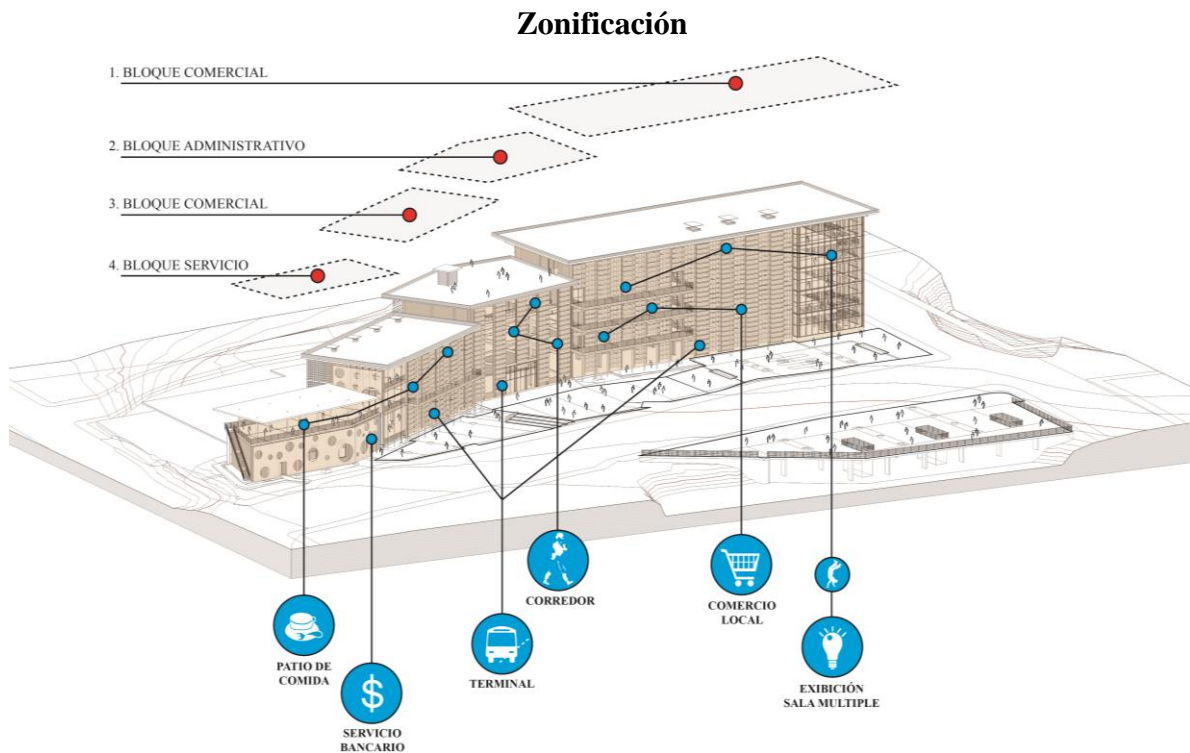 Zonificación
1. BLOQUE COMERCIAL
2. BLOQUE ADMINISTRATIVO
3. BLOQUE COMERCIAL
4. BLOQUE SERVICIO
PATIO DE
COMIDA
$
SERVICIO
BANCARIO
TERMINAL
CORREDOR
COMERCIO
LOCAL
EXIBICIÓN
SALA MULTIPLE